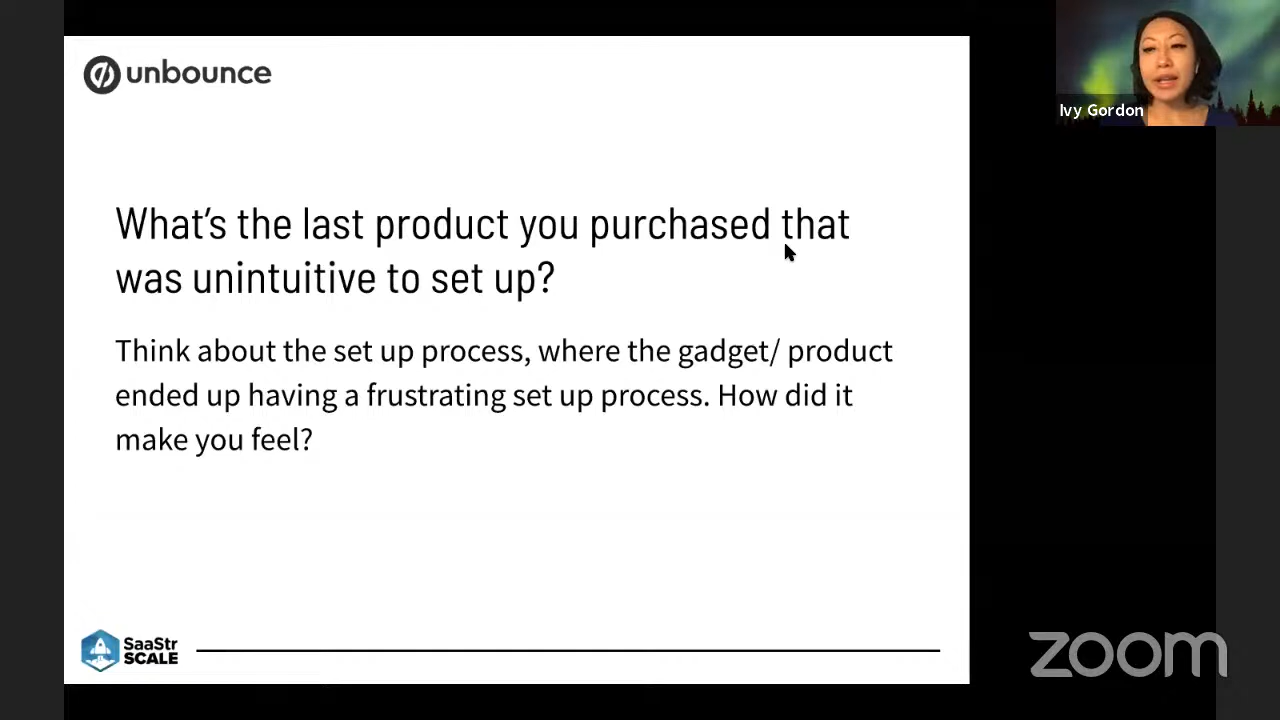 unbounce
Ivy Gordon
What's the last product you purchased that
was unintuitive to set up?
Think about the set up process, where the gadget/ product
ended up having a frustrating set up process. How did it
make you feel?
SaaStr
SCALE
zoom